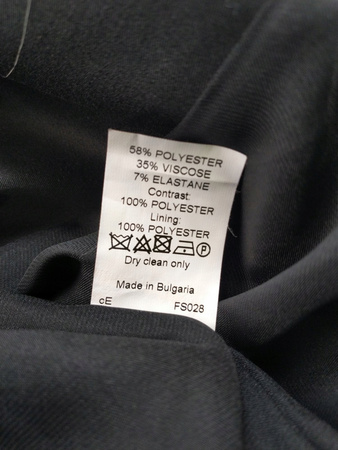 58% POLYESTER
35% VISCOSE
7% ELASTANE
Contrast:
100% POLYESTER
Lining:
100% POLYESTER
P
Dry clean only
Made in Bulgaria
cE FS028